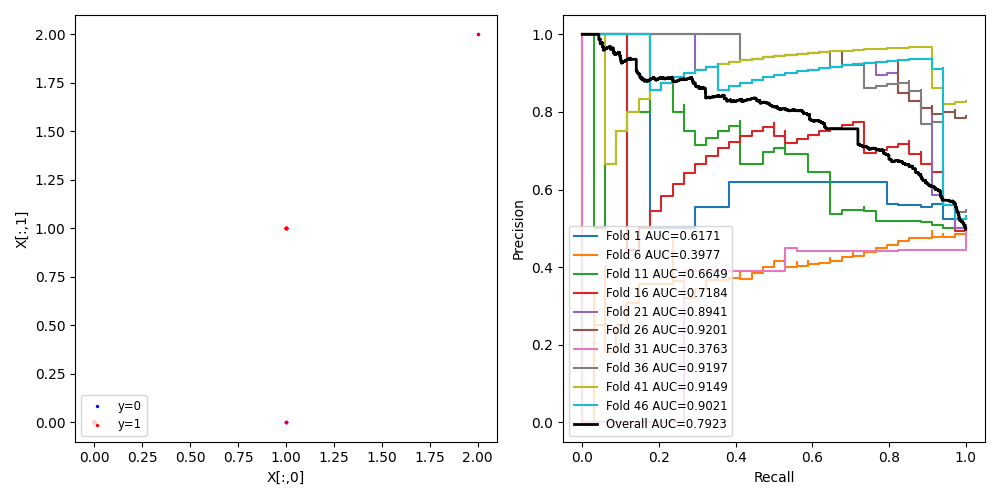 2.00
1.75
1.50
1.25
1.00
0.75
0.50
0.25
0.00
X[:,1]
y=0
y=1
0.00 0.25 0.50 0.75 1.00 1.25 1.50 1.75 2.00
X[:,0]
1.0
0.8
0.6
0.4
0.2
0.0
Precision
Fold 1 AUC=0.6171
Fold 6 AUC=0.3977
Fold 11 AUC=0.6649
Fold 16 AUC=0.7184
Fold 21 AUC=0.8941
Fold 26 AUC=0.9201
Fold 31 AUC=0.3763
Fold 36 AUC=0.9197
Fold 41 AUC=0.9149
Fold 46 AUC=0.9021
Overall AUC=0.7923
0.0 0.2 0.4 0.6 0.8 1.0
Recall